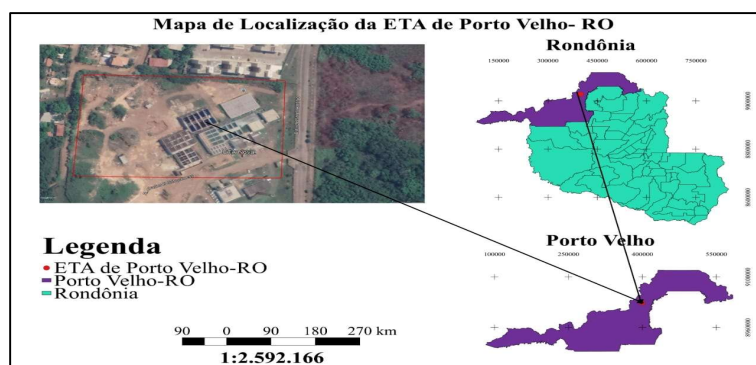 Mapa de Localização da ETA de Porto Velho- RO
Rondônia
150000 300000 450000 750000
Porto Velho
100000 250000 400000 550000
Legenda
ETA de Porto Velho-RO
Porto Velho-RO
Rondônia
90 0 90 180 270 km
1:2.592.166